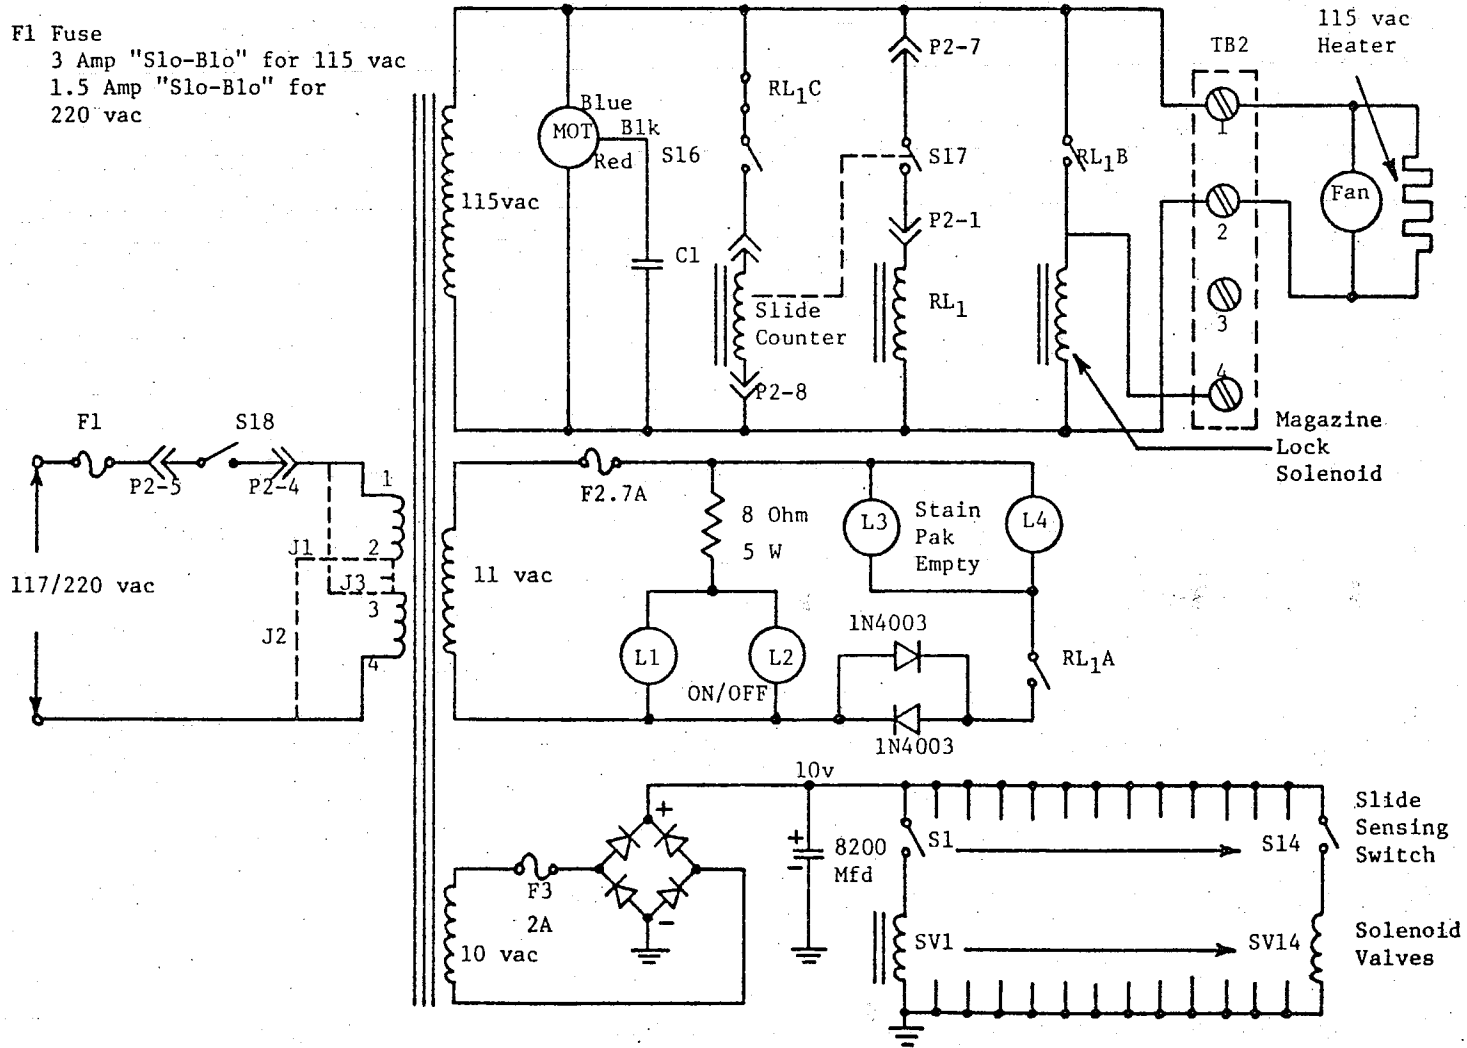 F1 Fuse
3 Amp "Slo-Blo" for 115 vac
1.5 Amp "Slo-Blo" for
220 vac
115 vac
Heater
TB2
P2-7
RL1C
Blue
MOT
Blk
Red
S16
S17
RL1B
1
Fan
115vac
P2-1
2
C1
RL1
3
Slide
Counter
4
P2-8
Magazine
Lock
Solenoid
F1
S18
P2-5
P2-4
1
F2.7A
8 Ohm
5 W
L3
Stain
Pak
Empty
L4
J1
2
117/220 vac
J3
11 vac
3
J2
4
1N4003
L1
L2
ON/OFF
RL1A
1N4003
10v
+
+
-
8200
Mfd
S1
S14
Slide
Sensing
Switch
F3
2A
-
10 vac
SV1
SV14
Solenoid
Valves